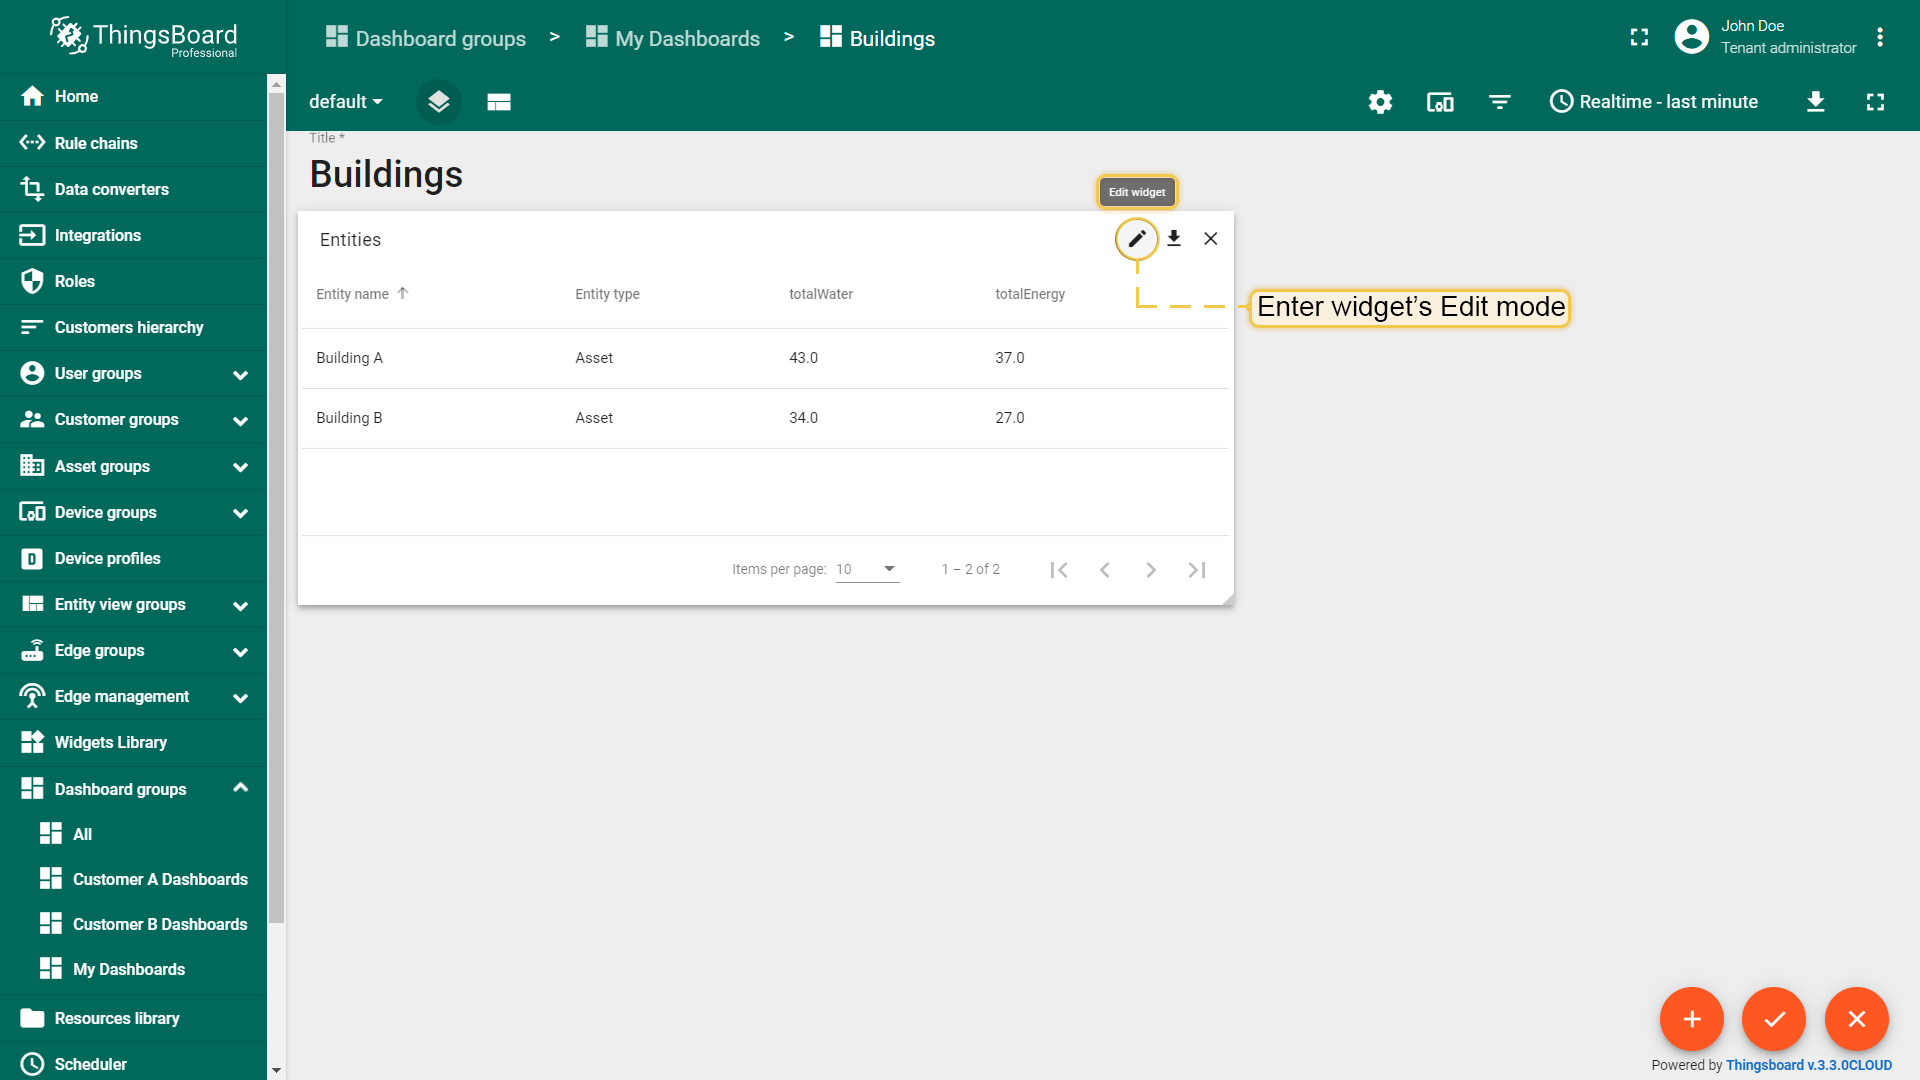 ThingsBoard
Professional
Dashboard groups > My Dashboards > Buildings
John Doe
Tenant administrator
default
Realtime - last minute
Home
Rule chains
Data converters
Integrations
Roles
Customers hierarchy
User groups
Customer groups
Asset groups
Device groups
D
Device profiles
Entity view groups
Edge groups
Edge management
Widgets Library
Dashboard groups
All
Customer A Dashboards
Customer B Dashboards
My Dashboards
Resources library
Scheduler
Title *
Buildings
Edit widget
Entities
Entity name Entity type totalWater totalEnergy
Enter widget’s Edit mode
Building A Asset 43.0 37.0
Building B Asset 34.0 27.0
Items per page: 10 1 – 2 of 2
Powered by Thingsboard v.3.3.0CLOUD